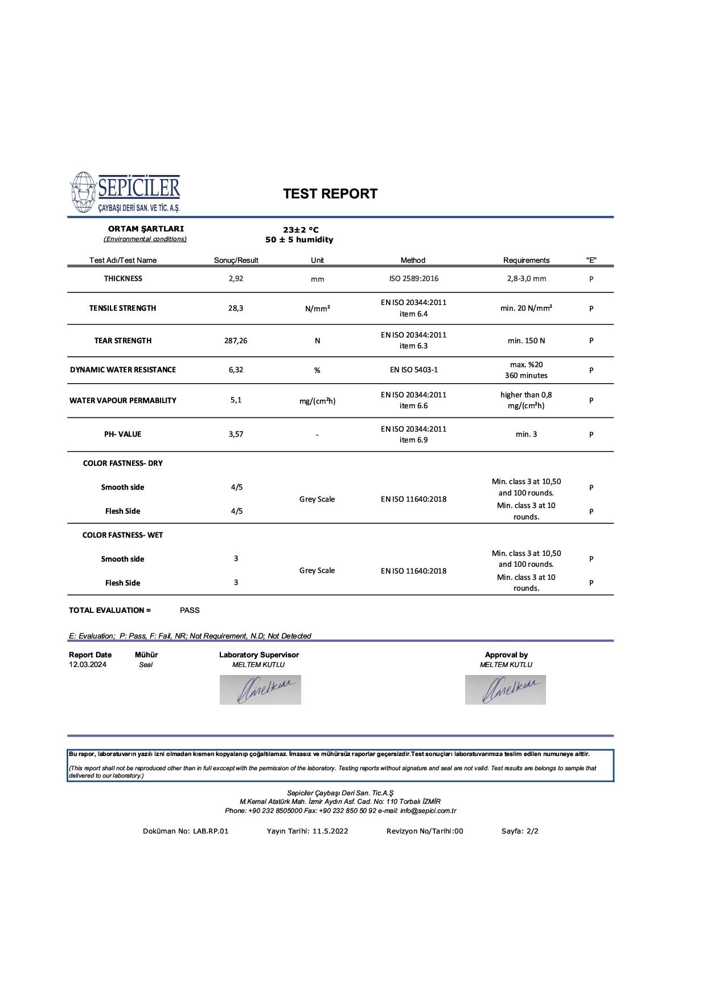 SEPİCİLER
ÇAYBAŞI DERİ SAN. VE TİC. A.Ş.
TEST REPORT
ORTAM ŞARTLARI 23±2 °C
(Environmental conditions) 50 ± 5 humidity
Test Adı/Test Name Sonuç/Result Unit Method Requirements "E"
THICKNESS 2,92 mm ISO 2589:2016 2,8-3,0 mm P
TENSILE STRENGTH 28,3 N/mm² EN ISO 20344:2011 item 6.4 min. 20 N/mm² P
TEAR STRENGTH 287,26 N EN ISO 20344:2011 item 6.3 min. 150 N P
DYNAMIC WATER RESISTANCE 6,32 % EN ISO 5403-1 max. %20 360 minutes P
WATER VAPOUR PERMABILITY 5,1 mg/(cm²h) EN ISO 20344:2011 item 6.6 higher than 0,8 mg/(cm²h) P
PH- VALUE 3,57 - EN ISO 20344:2011 item 6.9 min. 3 P
COLOR FASTNESS- DRY
Smooth side 4/5 Min. class 3 at 10,50 and 100 rounds. P
Grey Scale EN ISO 11640:2018
Flesh Side 4/5 Min. class 3 at 10 rounds. P
COLOR FASTNESS- WET
Smooth side 3 Min. class 3 at 10,50 and 100 rounds. P
Grey Scale EN ISO 11640:2018
Flesh Side 3 Min. class 3 at 10 rounds. P
TOTAL EVALUATION = PASS
E: Evaluation; P: Pass, F: Fail, NR; Not Requirement, N.D; Not Detected
Report Date Mühür Laboratory Supervisor Approval by
12.03.2024 Seal MELTEM KUTLU MELTEM KUTLU
Bu rapor, laboratuvarın yazılı izni olmadan kısmen kopyalanıp çoğaltılamaz. İmzasız ve mühürsüz raporlar geçersizdir.Test sonuçları laboratuvarımıza teslim edilen numuneye aittir.
(This report shall not be reproduced other than in full exccept with the permission of the laboratory. Testing reports without signature and seal are not valid. Test results are belongs to sample that
delivered to our laboratory.)
Sepiciler Çaybaşı Deri San. Tic.A.Ş
M.Kemal Atatürk Mah. İzmir Aydın Asf. Cad. No: 110 Torbalı İZMİR
Phone: +90 232 8505000 Fax: +90 232 850 50 92 e-mail: info@sepici.com.tr
Doküman No: LAB.RP.01 Yayın Tarihi: 11.5.2022 Revizyon No/Tarihi:00 Sayfa: 2/2